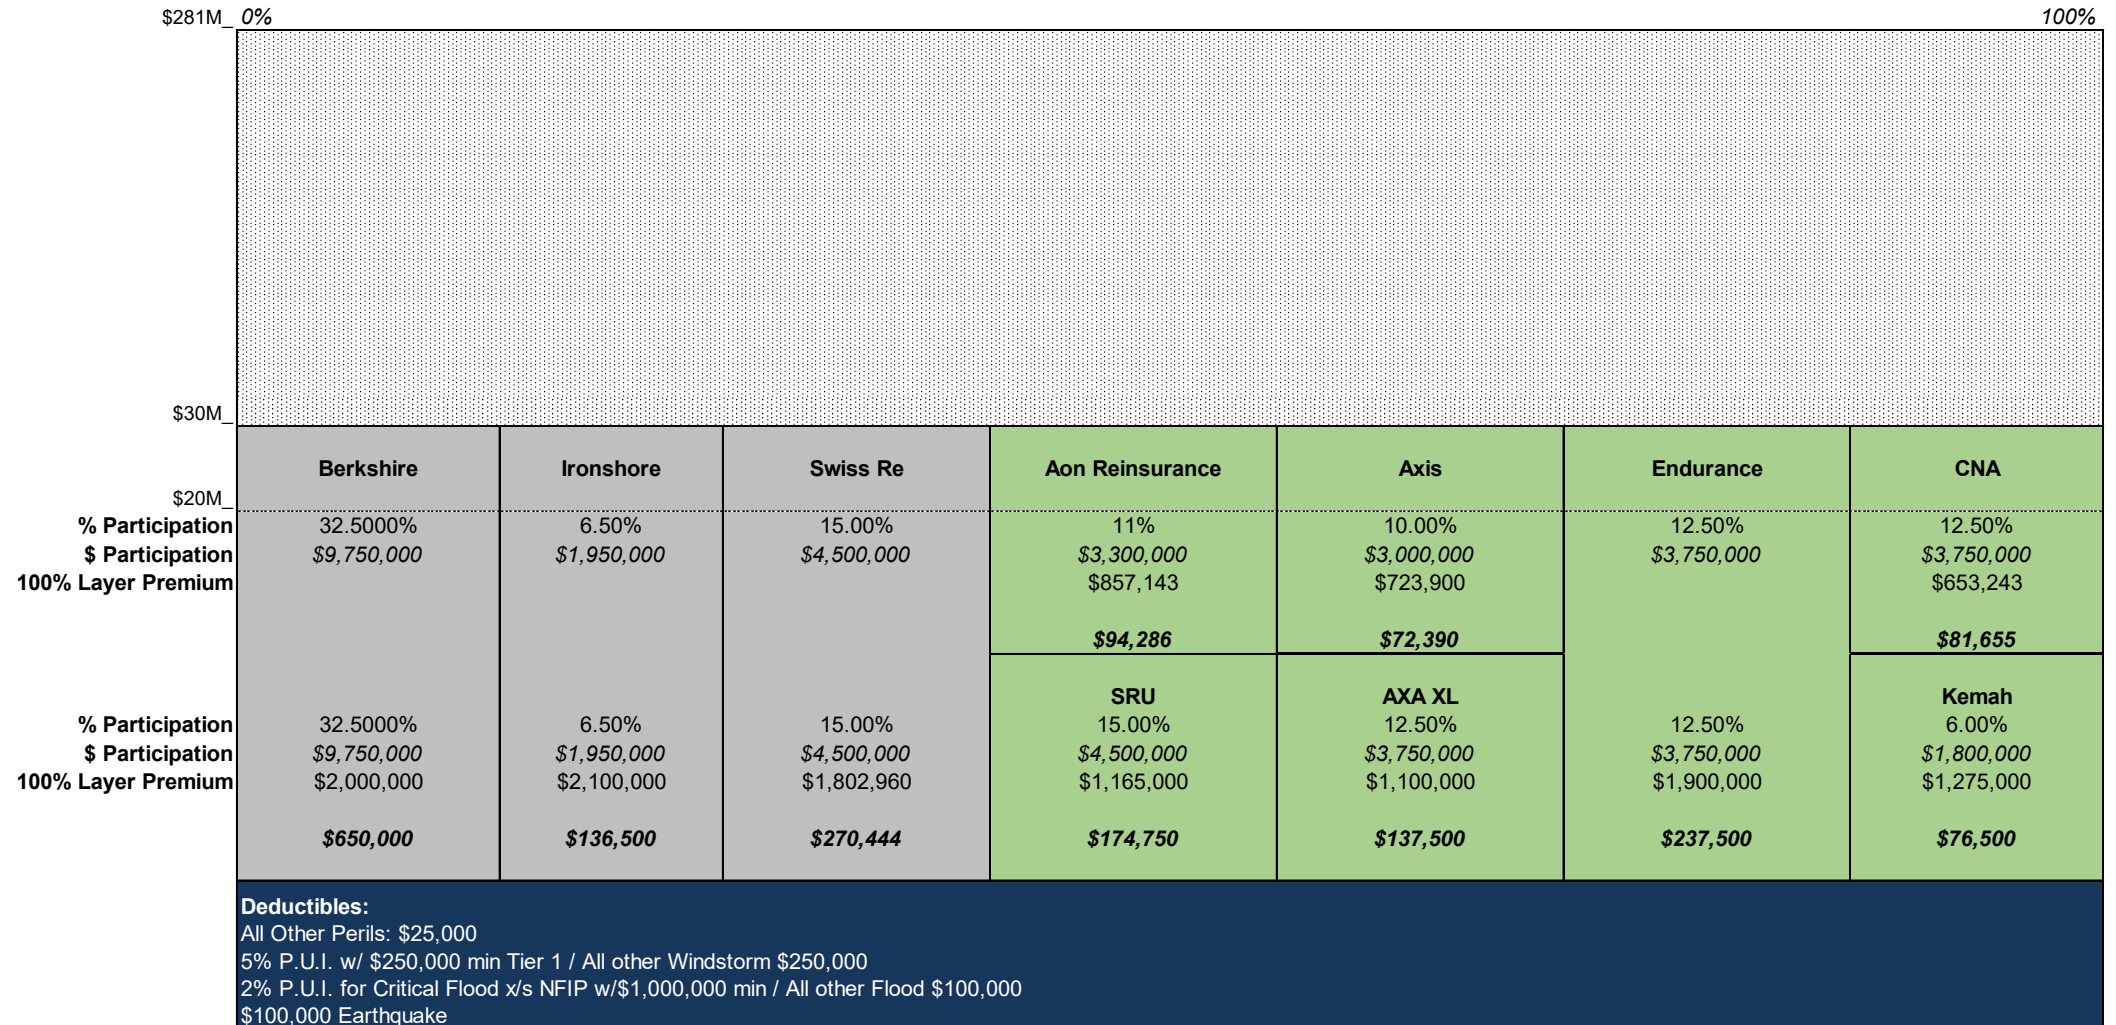 $281M_ 0% 100%
$30M_
Berkshire Ironshore Swiss Re Aon Reinsurance Axis Endurance CNA
$20M_
% Participation 32.5000% 6.50% 15.00% 11% 10.00% 12.50% 12.50%
$ Participation $9,750,000 $1,950,000 $4,500,000 $3,300,000 $3,000,000 $3,750,000 $3,750,000
100% Layer Premium $857,143 $723,900 $653,243
$94,286 $72,390 $81,655
SRU AXA XL Kemah
% Participation 32.5000% 6.50% 15.00% 15.00% 12.50% 12.50% 6.00%
$ Participation $9,750,000 $1,950,000 $4,500,000 $4,500,000 $3,750,000 $3,750,000 $1,800,000
100% Layer Premium $2,000,000 $2,100,000 $1,802,960 $1,165,000 $1,100,000 $1,900,000 $1,275,000
$650,000 $136,500 $270,444 $174,750 $137,500 $237,500 $76,500
Deductibles:
All Other Perils: $25,000
5% P.U.I. w/ $250,000 min Tier 1 / All other Windstorm $250,000
2% P.U.I. for Critical Flood x/s NFIP w/$1,000,000 min / All other Flood $100,000
$100,000 Earthquake